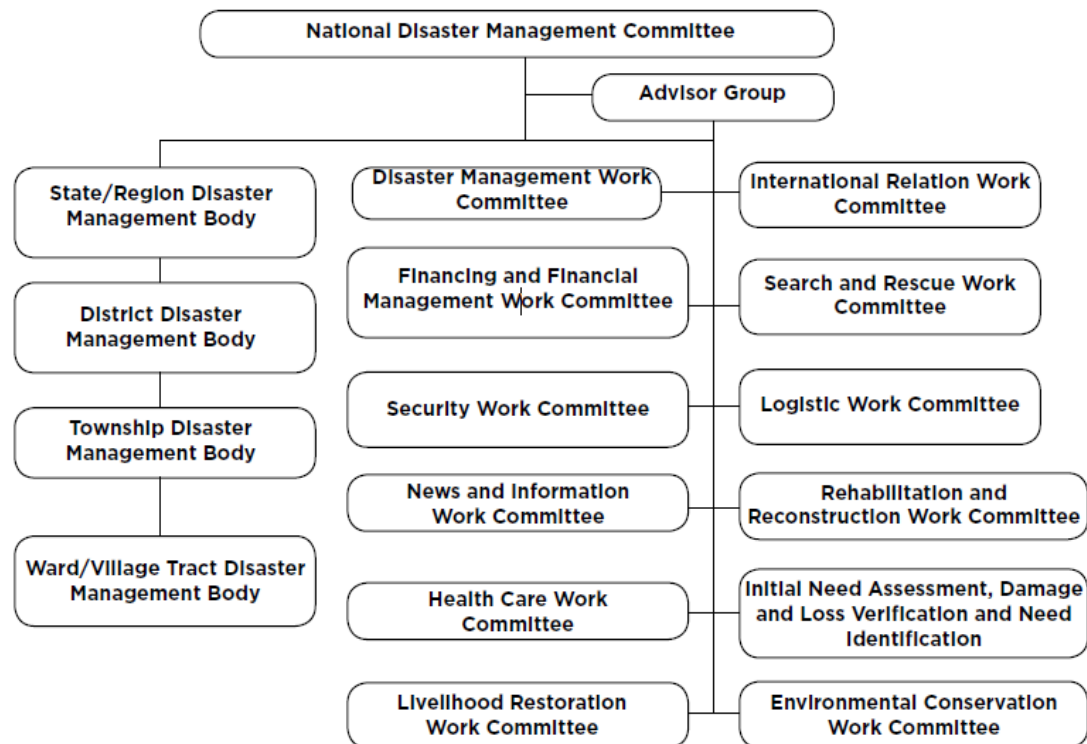 National Disaster Management Committee
Advisor Group
State/Region Disaster
Management Body
District Disaster
Management Body
Township Disaster
Management Body
Ward/Village Tract Disaster
Management Body
Disaster Management Work
Committee
International Relation Work
Committee
Financing and Financial
Management Work Committee
Search and Rescue Work
Committee
Security Work Committee
Logistic Work Committee
News and Information
Work Committee
Rehabilitation and
Reconstruction Work Committee
Health Care Work
Committee
Initial Need Assessment, Damage
and Loss Verification and Need
Identification
Livelihood Restoration
Work Committee
Environmental Conservation
Work Committee